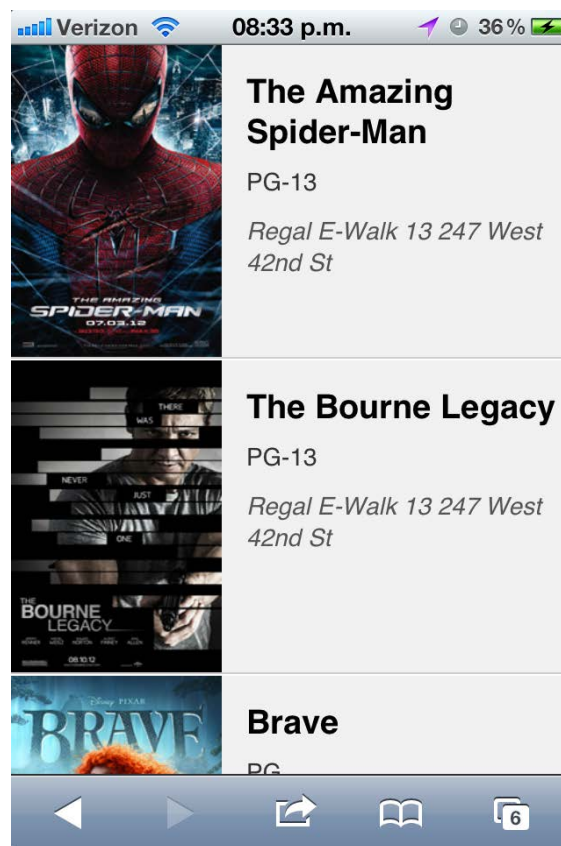 Verizon 08:33 p.m. 36%
The Amazing
Spider-Man
PG-13
Regal E-Walk 13 247 West
42nd St
THE AMAZING
SPIDER-MAN
07.03.12
The Bourne Legacy
PG-13
Regal E-Walk 13 247 West
42nd St
THERE
WAS
NEVER
JUST
ONE
THE
BOURNE
LEGACY
08.10.12
Brave
PG
Disney PIXAR
BRAVE
6